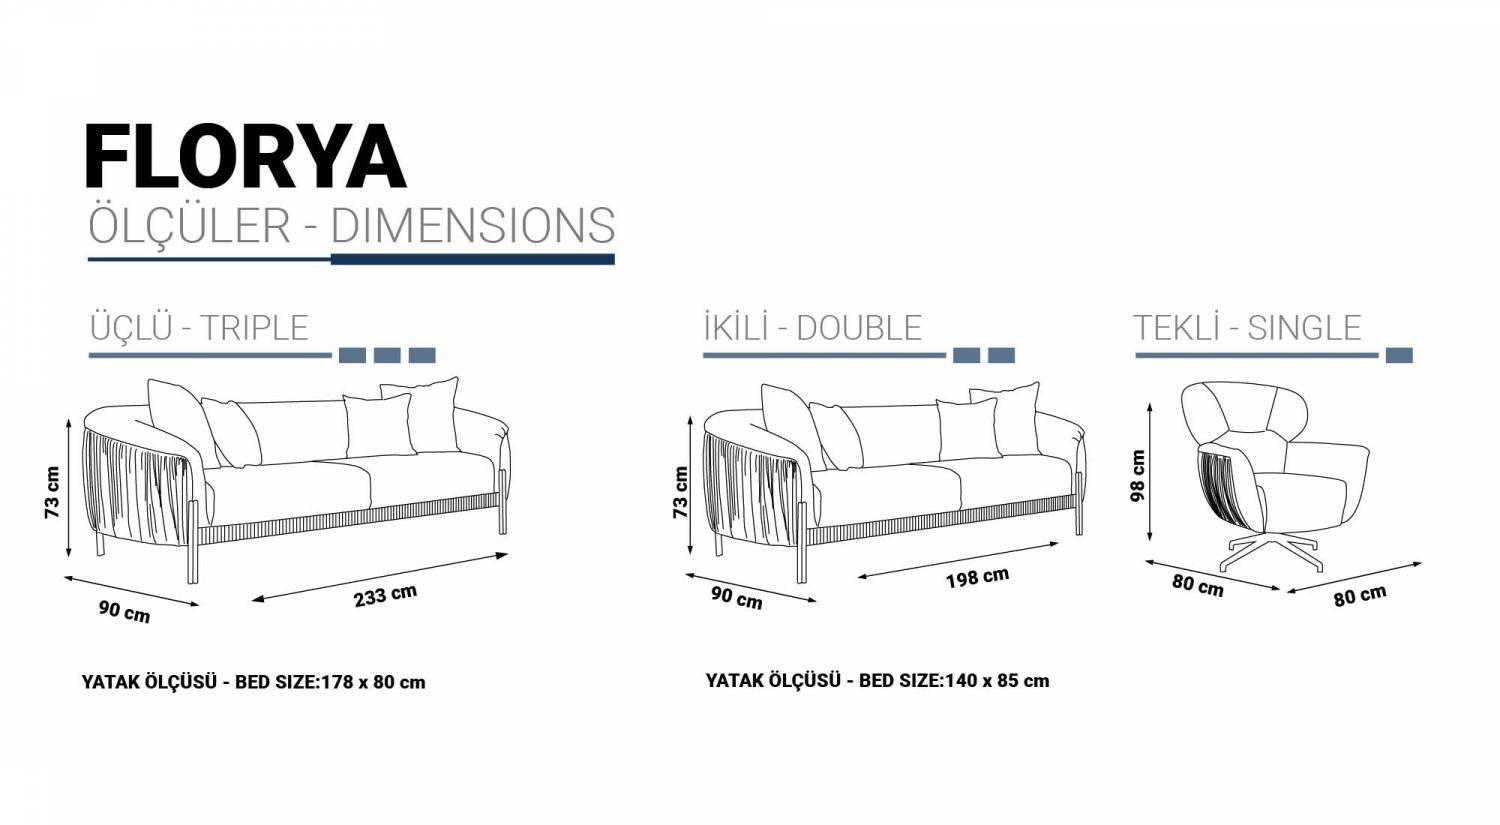 FLORYA
ÖLÇÜLER - DIMENSIONS
ÜÇLÜ - TRIPLE
73 cm
90 cm
233 cm
YATAK ÖLÇÜSÜ - BED SIZE:178 x 80 cm
İKİLİ - DOUBLE
73 cm
90 cm
198 cm
YATAK ÖLÇÜSÜ - BED SIZE:140 x 85 cm
TEKLİ - SINGLE
98 cm
80 cm
80 cm